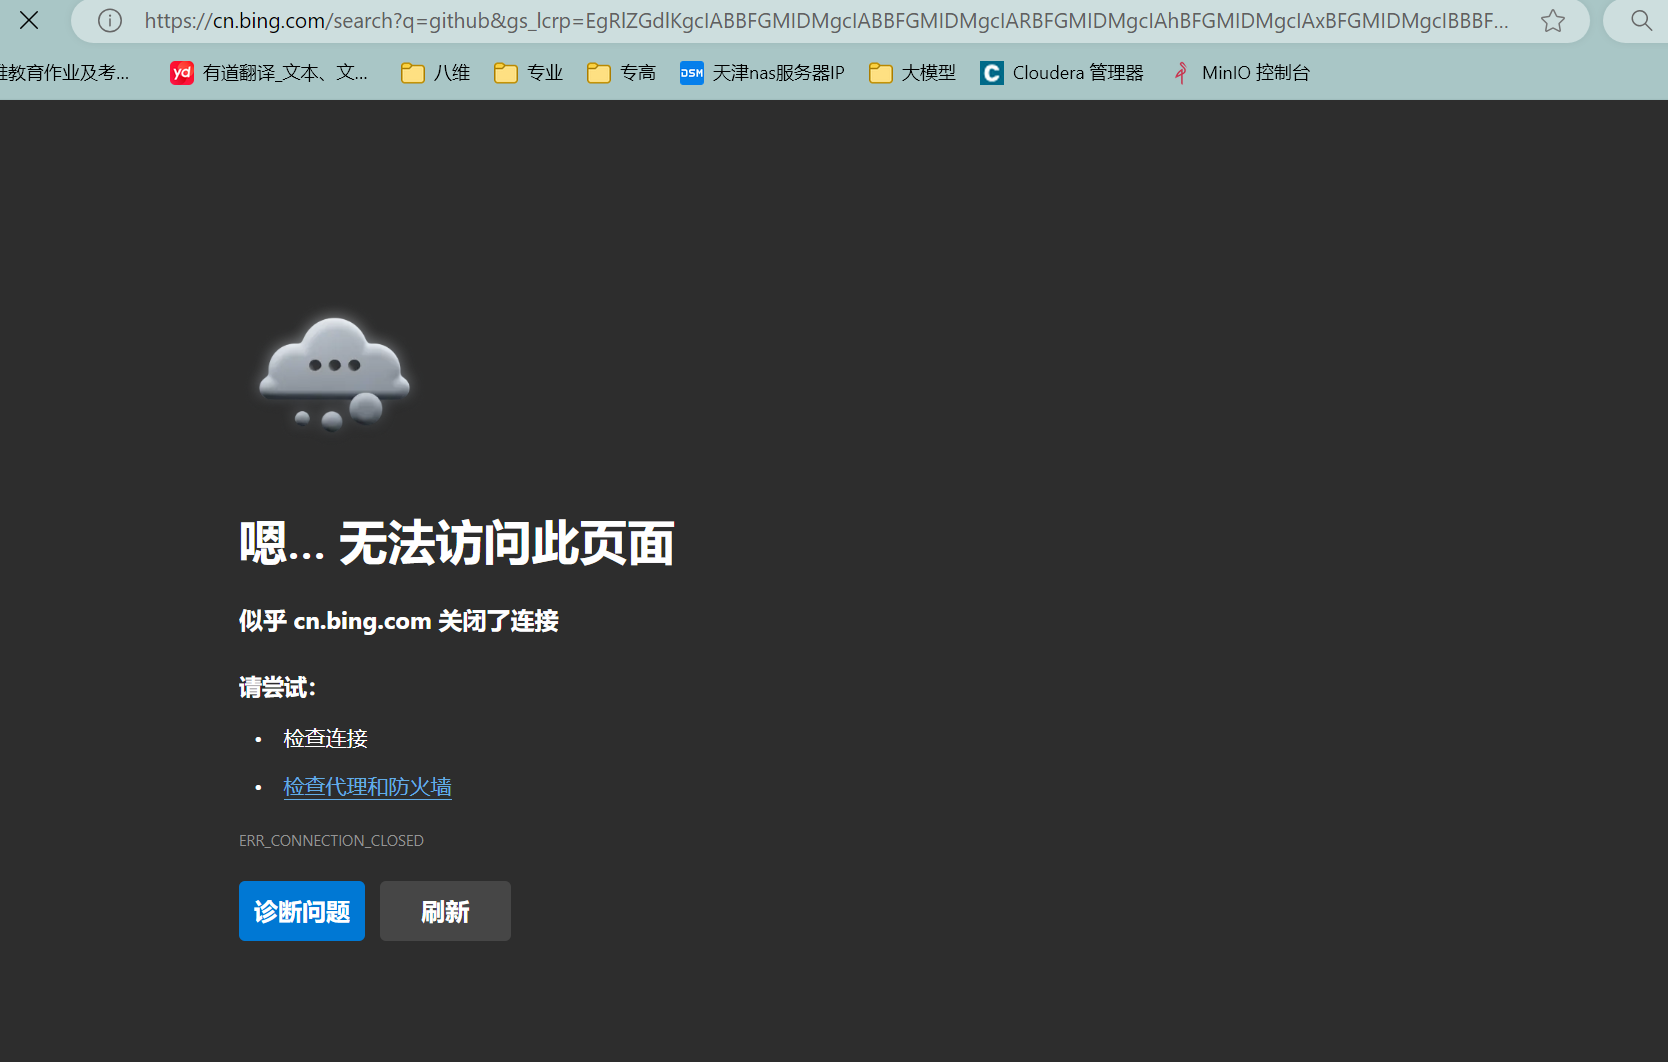 https://cn.bing.com/search?q=github&gs_lcrp=EgRlZGdlKgcIABBFGMIDMgcIABBFGMIDMgcIARBFGMIDMgcIAhBFGMIDMgcIAxBFGMIDMgcIBBBF...
教育作业及考... yd 有道翻译_文本、文... 八维 专业 专高 DSM 天津nas服务器IP 大模型 C Cloudera 管理器 MinIO 控制台
嗯... 无法访问此页面
似乎 cn.bing.com 关闭了连接
请尝试：
• 检查连接
• 检查代理和防火墙
ERR_CONNECTION_CLOSED
诊断问题 刷新